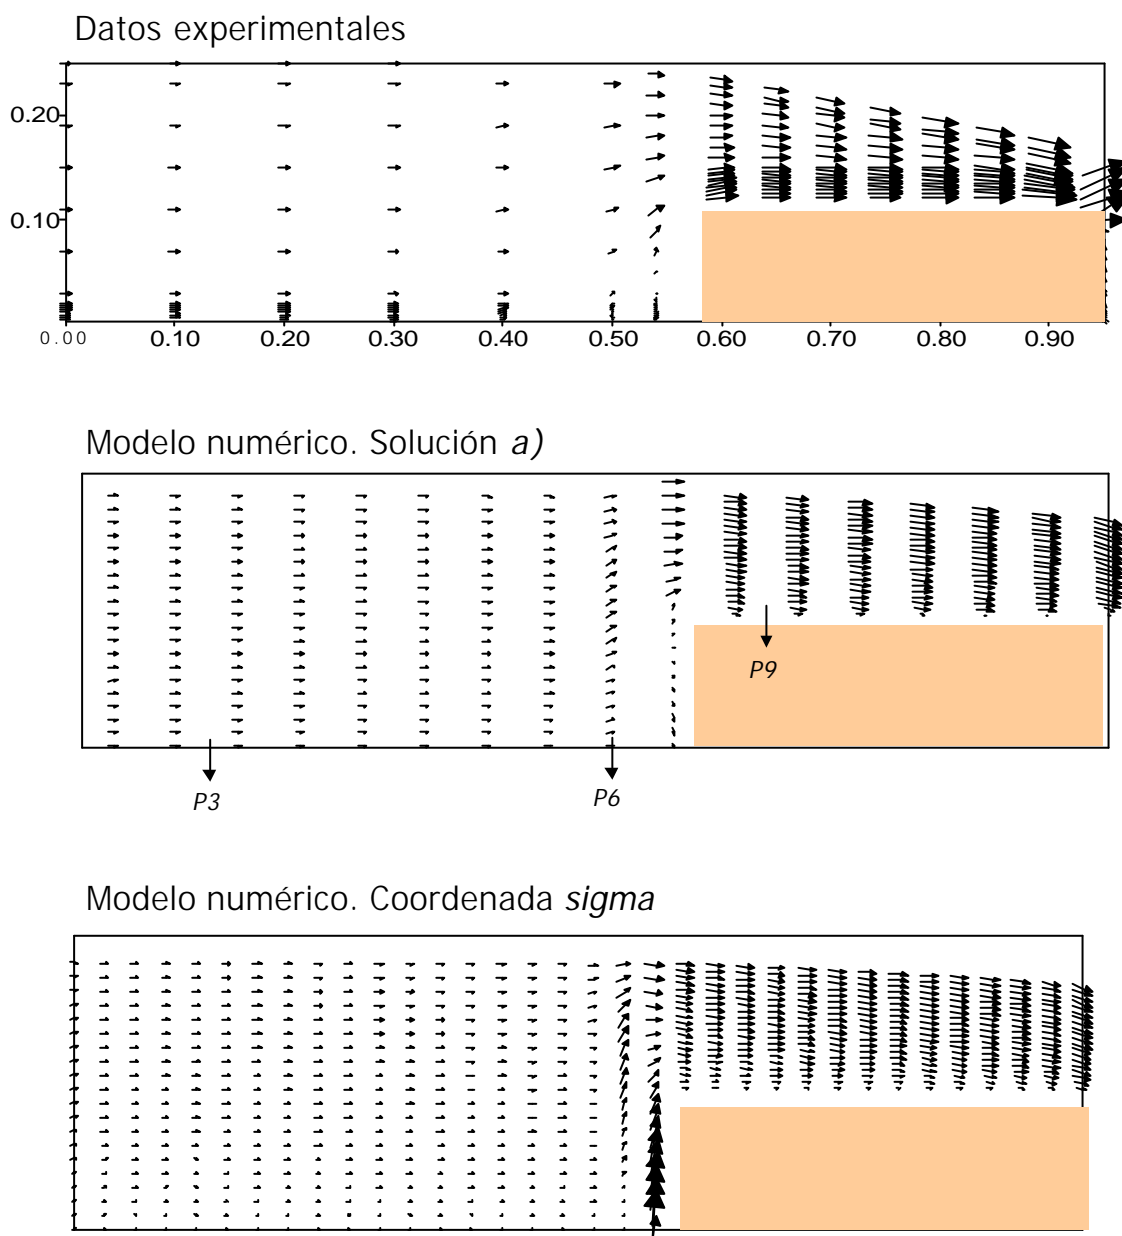 Datos experimentales
0.20
0.10
0.00 0.10 0.20 0.30 0.40 0.50 0.60 0.70 0.80 0.90
Modelo numérico. Solución a)
P9
P3 P6
Modelo numérico. Coordenada sigma